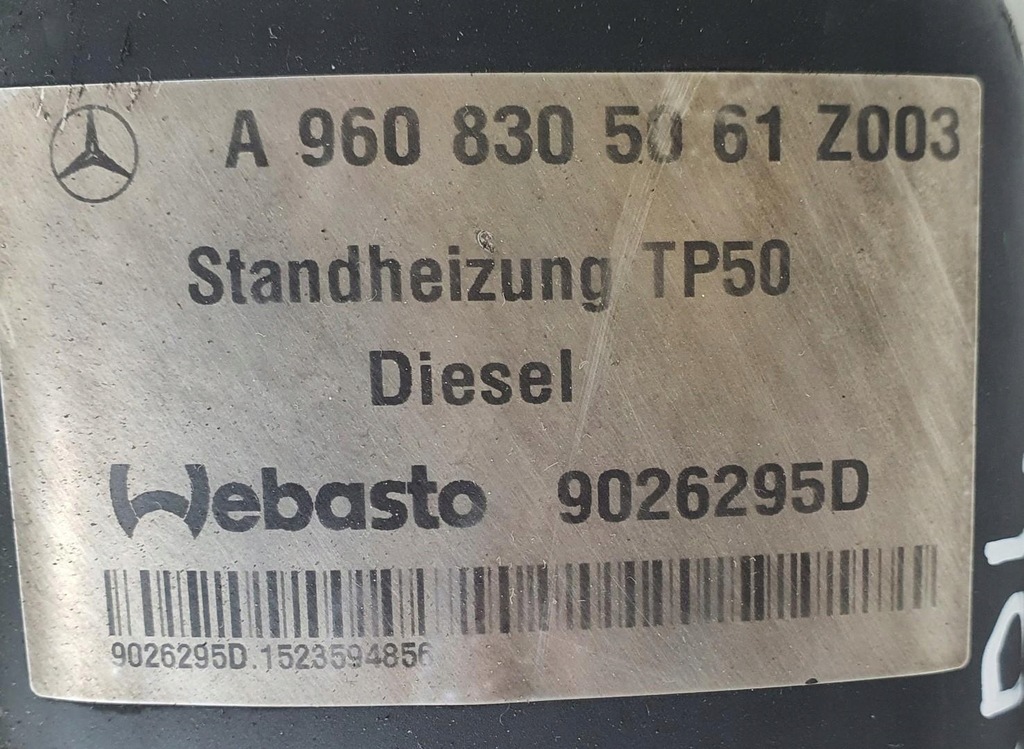 A 960 830 50 61 Z003
Standheizung TP50
Diesel
Webasto 9026295D
9026295D.1523594856